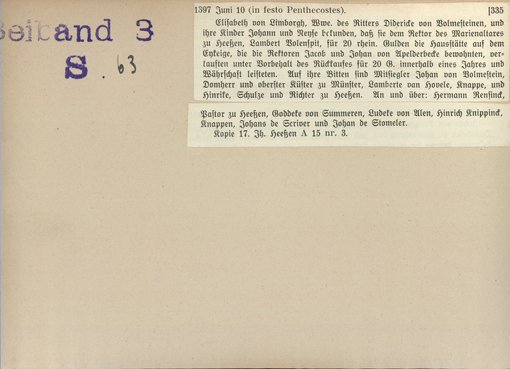 Beiband 3
S. 63
1397 Juni 10 (in festo Penthecostes). [335
Elisabeth von Limborgh, Wwe. des Ritters Didericx von Volmesteinen, und
ihre Kinder Johann und Neyse bekunden, daß sie dem Rektor des Marienaltares
zu Heeßen, Lambert Volenspit, für 20 rhein. Gulden die Hausstätte auf dem
Eykeige, die die Rektoren Jacob und Johan von Apelderbeke bewohnten, ver-
kauften unter Vorbehalt des Rückkaufes für 20 G. innerhalb eines Jahres und
Währschaft leisteten. Auf ihre Bitten sind Mitsiegler Johan von Volmestein,
Domherr und oberster Küster zu Münster, Lamberte van Hovele, Knappe, und
Hinrike, Schulze und Richter zu Heeßen. An und über: Hermann Rensinck,
Pastor zu Heeßen, Goddeke von Summeren, Ludeke von Alen, Hinrich Knippinck,
Knappen, Johans de Scriver und Johan de Stomeler.
Kopie 17. Jh. Heeßen A 15 nr. 3.